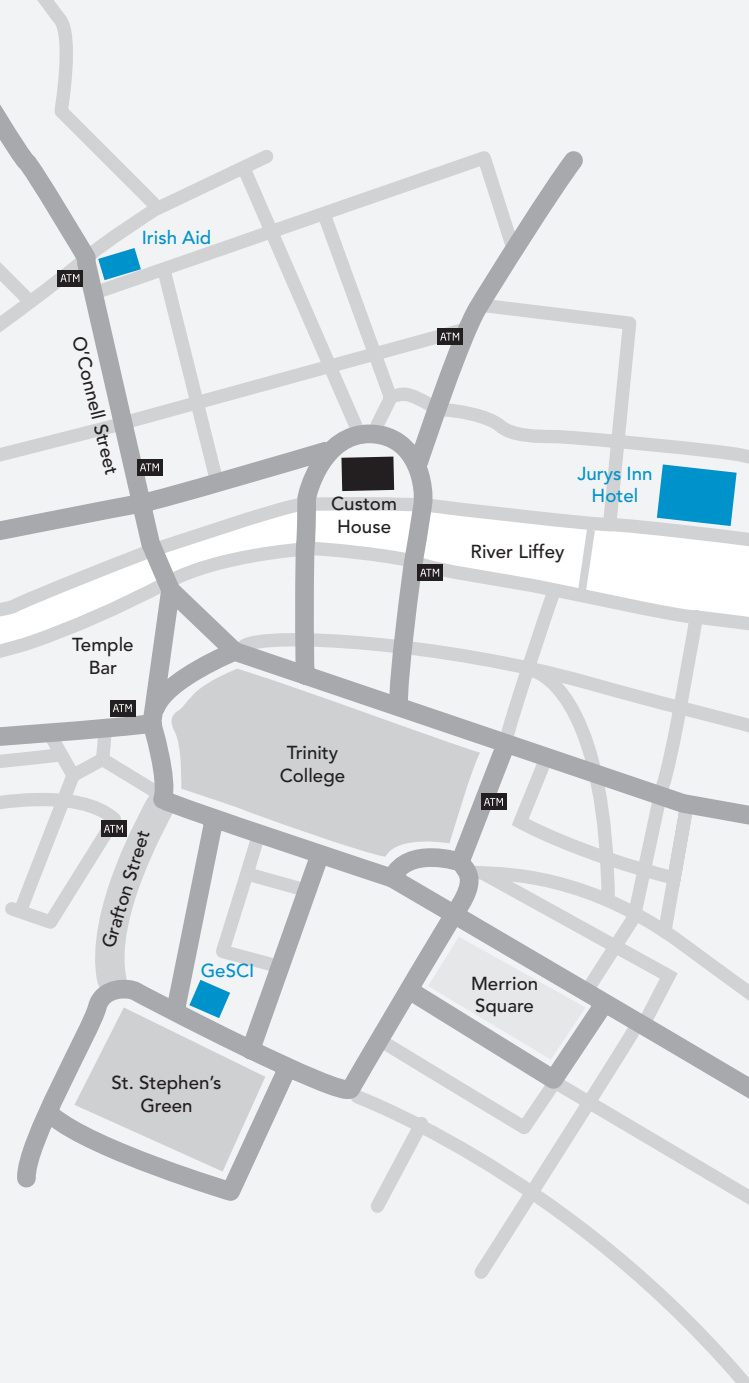 Irish Aid
ATM
ATM
O'Connell Street
ATM
Jurys Inn
Hotel
Custom
House
River Liffey
ATM
Temple
Bar
ATM
Trinity
College
ATM
ATM
Grafton Street
GeSCI
Merrion
Square
St. Stephen's
Green